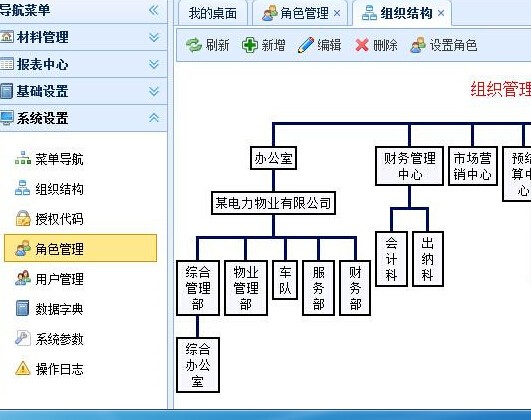 导航菜单
材料管理
报表中心
基础设置
系统设置
菜单导航
组织结构
授权代码
角色管理
用户管理
数据字典
系统参数
操作日志
我的桌面 角色管理 × 组织结构 ×
刷新 新增 编辑 删除 设置角色
组织管理
办公室
财务管理
中心
市场营
销中心
预结
算中
心
某电力物业有限公司
会计科
出纳科
综合
管理
部
物业
管理
部
车队
服务部
财务部
综合
办公
室